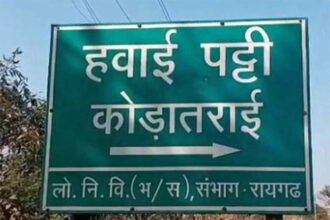 हवाई पट्टी
कोड़ातराई
लो. नि. वि. (भ/स), संभाग-रायगढ